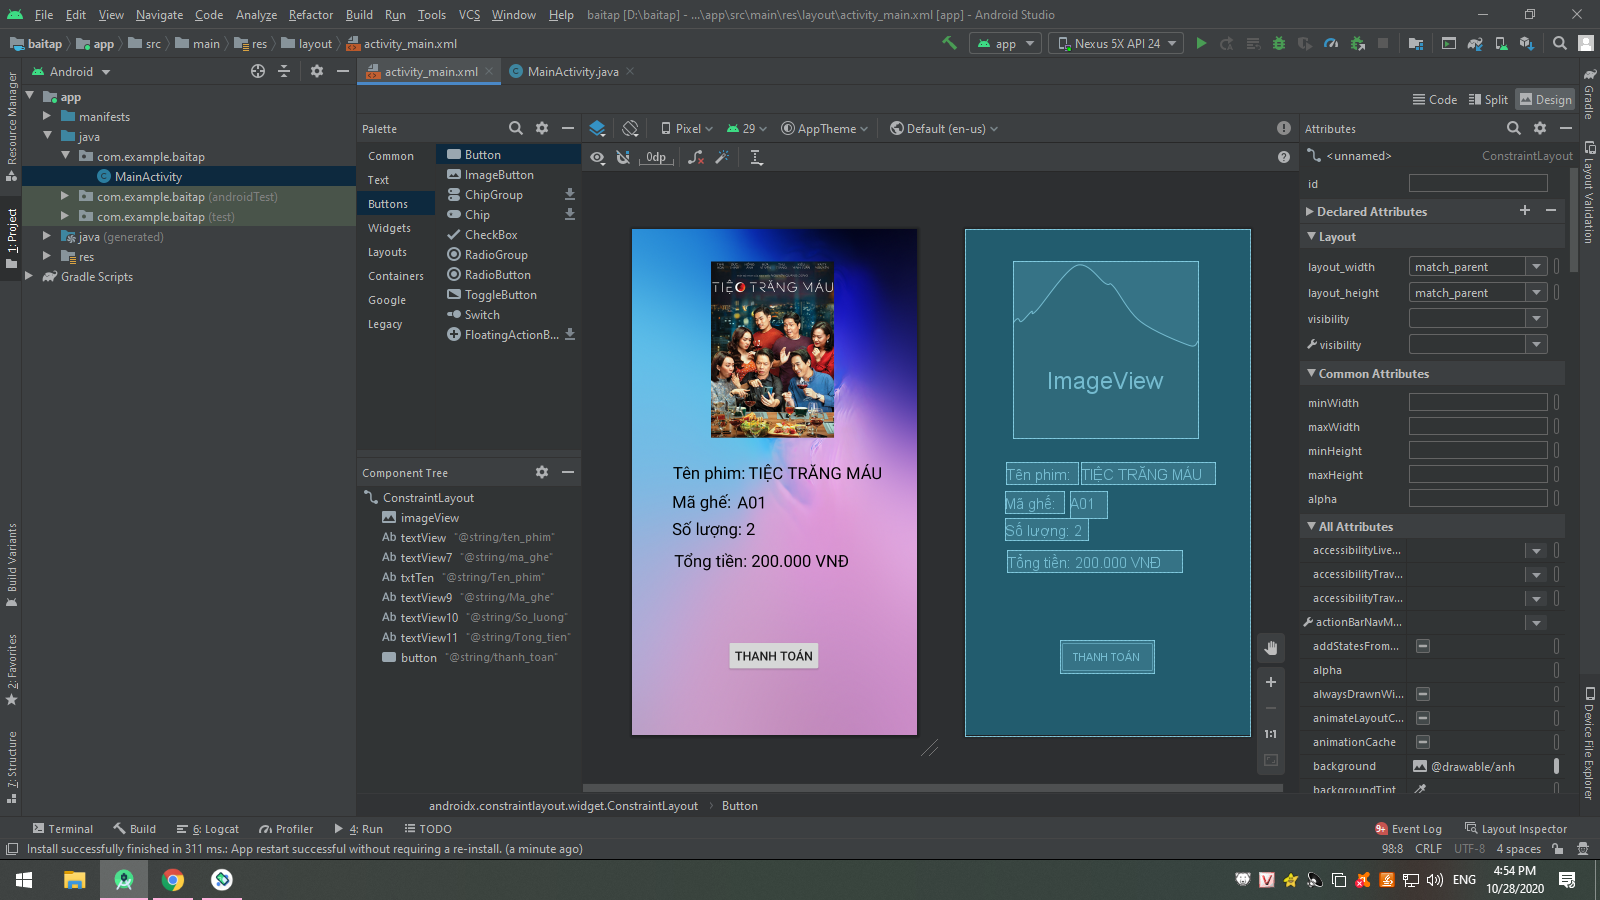 File Edit View Navigate Code Analyze Refactor Build Run Tools VCS Window Help baitap [D:\baitap] - ...\app\src\main\res\layout\activity_main.xml [app] - Android Studio
baitap app src main res layout activity_main.xml app Nexus 5X API 24
Android activity_main.xml MainActivity.java
Code Split Design
Resource Manager
1: Project
Build Variants
2: Favorites
7: Structure
app
manifests
java
com.example.baitap
MainActivity
com.example.baitap (androidTest)
com.example.baitap (test)
java (generated)
res
Gradle Scripts
Palette
Common
Text
Buttons
Widgets
Layouts
Containers
Google
Legacy
Button
ImageButton
ChipGroup
Chip
CheckBox
RadioGroup
RadioButton
ToggleButton
Switch
FloatingActionB...
Component Tree
ConstraintLayout
imageView
Ab textView "@string/ten_phim"
Ab textView7 "@string/ma_ghe"
Ab txtTen "@string/Ten_phim"
Ab textView9 "@string/Ma_ghe"
Ab textView10 "@string/So_luong"
Ab textView11 "@string/Tong_tien"
button "@string/thanh_toan"
Pixel 29 AppTheme Default (en-us)
0dp
TIỆC TRĂNG MÁU
Tên phim: TIỆC TRĂNG MÁU
Mã ghế: A01
Số lượng: 2
Tổng tiền: 200.000 VNĐ
THANH TOÁN
ImageView
Tên phim: TIỆC TRĂNG MÁU
Mã ghế: A01
Số lượng: 2
Tổng tiền: 200.000 VNĐ
THANH TOÁN
1:1
Attributes
<unnamed> ConstraintLayout
id
Declared Attributes
Layout
layout_width match_parent
layout_height match_parent
visibility
visibility
Common Attributes
minWidth
maxWidth
minHeight
maxHeight
alpha
All Attributes
accessibilityLive...
accessibilityTrav...
accessibilityTrav...
actionBarNavM...
addStatesFrom...
alpha
alwaysDrawnWi...
animateLayoutC...
animationCache
background @drawable/anh
backgroundTint
Gradle
Layout Validation
Device File Explorer
androidx.constraintlayout.widget.ConstraintLayout Button
Terminal Build 6: Logcat Profiler 4: Run TODO 9+ Event Log Layout Inspector
Install successfully finished in 311 ms.: App restart successful without requiring a re-install. (a minute ago) 98:8 CRLF UTF-8 4 spaces
V ENG 4:54 PM
10/28/2020